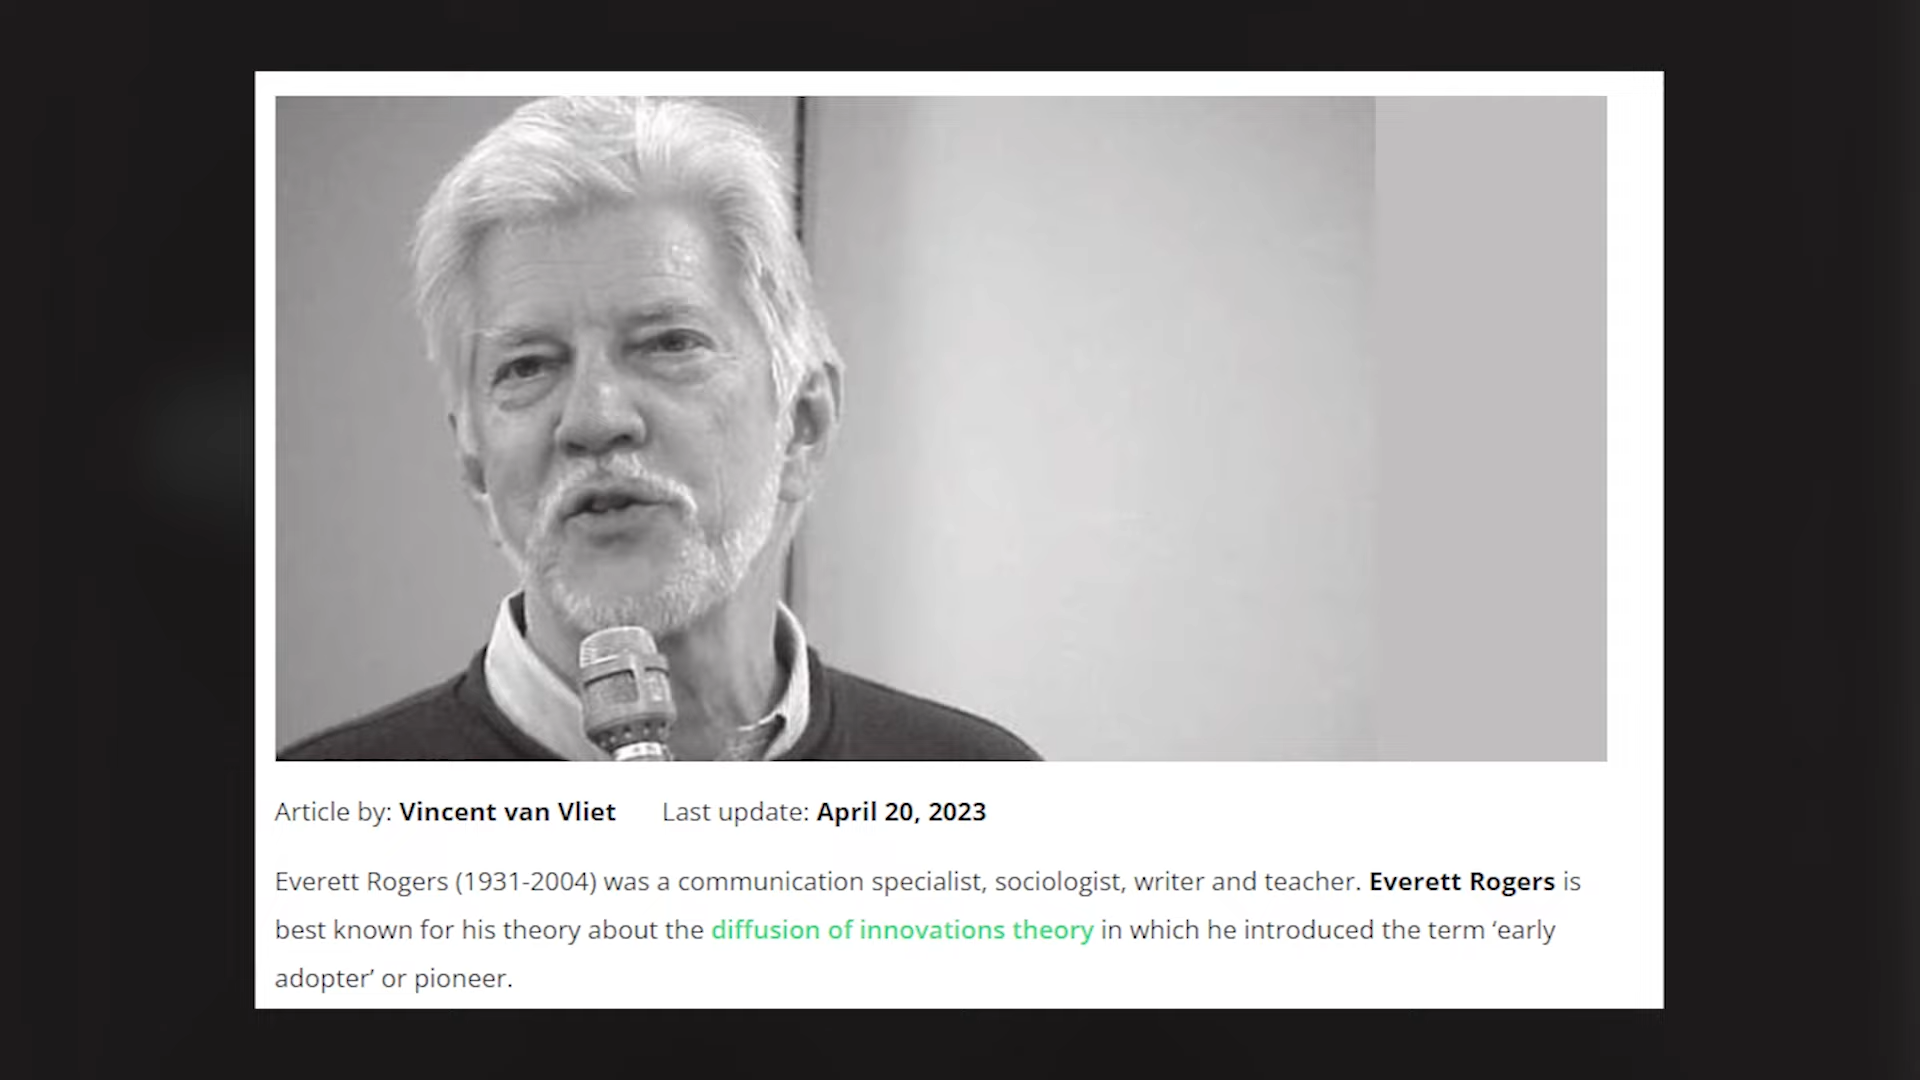 Article by: Vincent van Vliet Last update: April 20, 2023
Everett Rogers (1931-2004) was a communication specialist, sociologist, writer and teacher. Everett Rogers is
best known for his theory about the diffusion of innovations theory in which he introduced the term ‘early
adopter’ or pioneer.